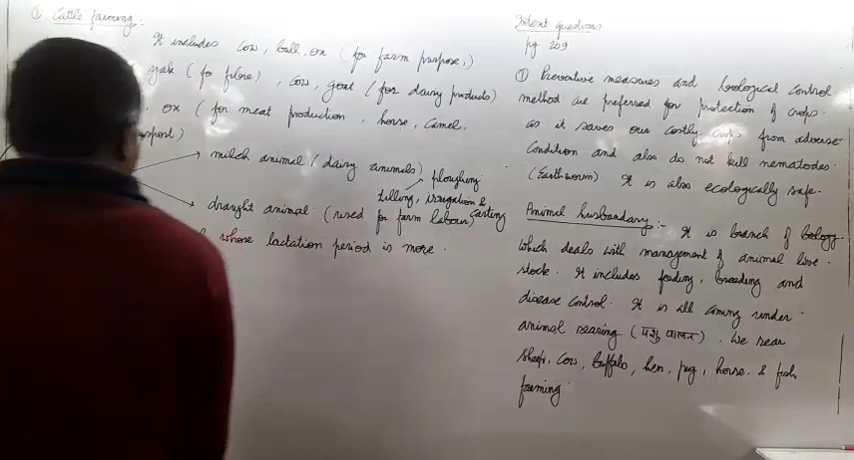 ① Cattle farming:
It includes cow, bull, ox (for farm purpose,)
yak (for fibre), cow, goat (for dairy products)
ox (for meat production, horse, camel.
spost.)
milch animal (dairy animals)
ploughing
tilling, irrigation &
draught animal (used for farm labour) carting
whose lactation period is more.
Intext questions
pg 209
① Preventive measures and biological control
method are preferred for protection of crops.
as it saves our costly crops from adverse
condition and also do not kill nematodes.
(Earthworm) It is also ecologically safe.
Animal husbandary:- It is branch of bology
which deals with management of animal live
stock. It includes feeding, breeding and
disease control. It is all coming under
animal rearing (पशु पालन). We rear
sheep, cow, buffalo, hen, pig, horse. & fish
farming